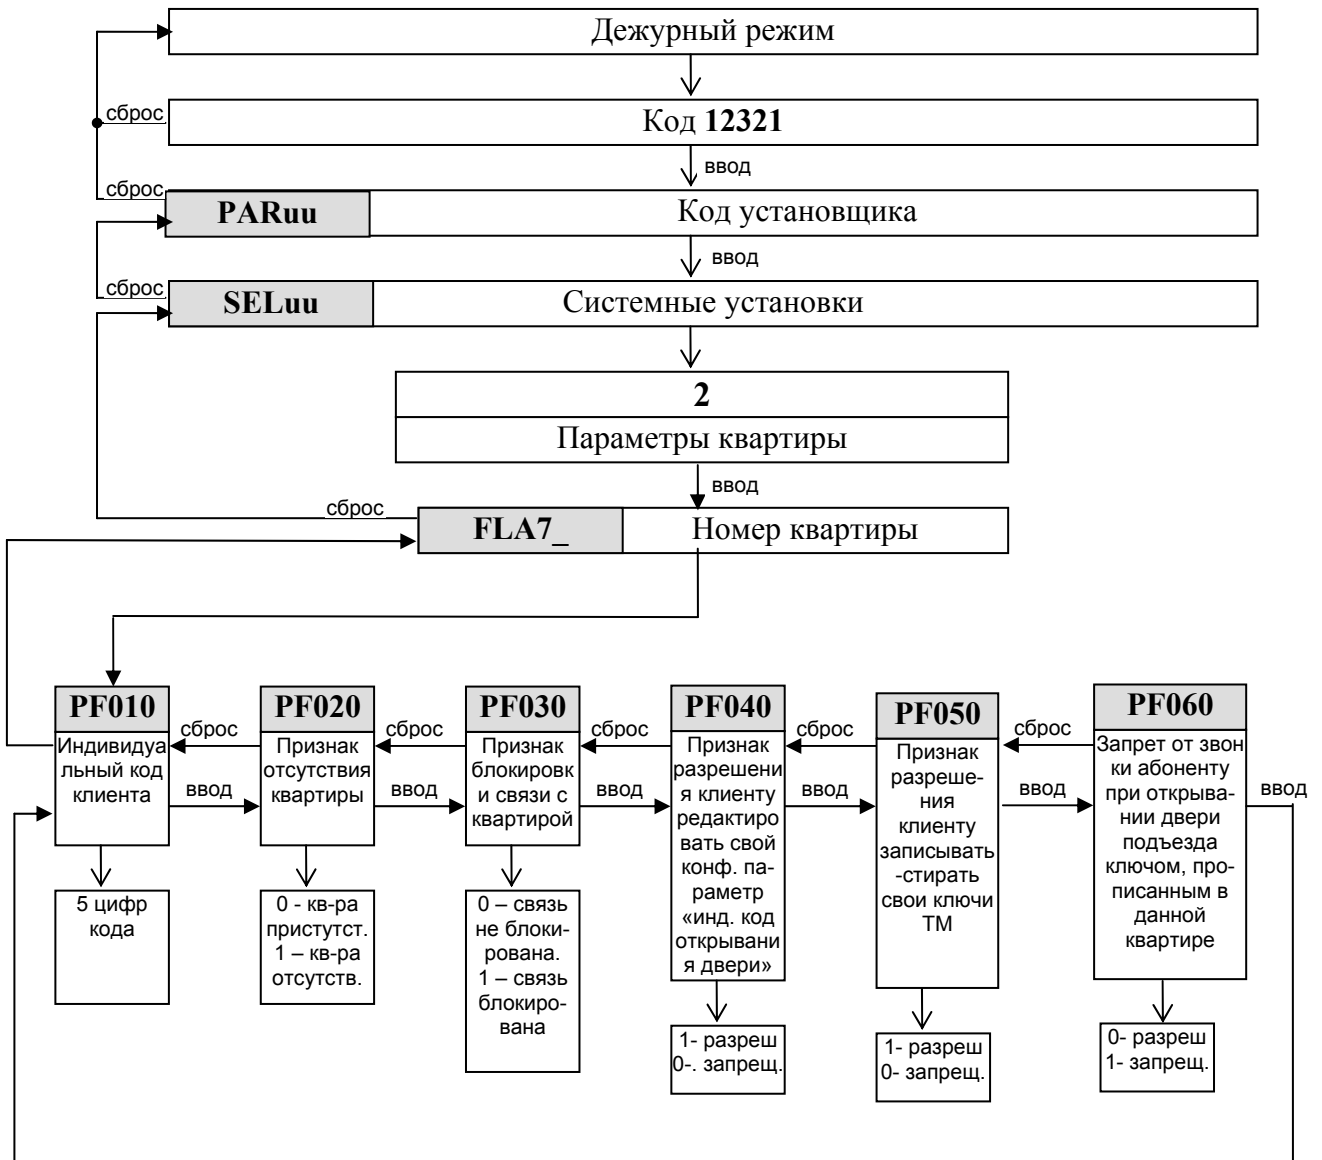 Дежурный режим
сброс
Код 12321
ввод
сброс
PARuu
Код установщика
ввод
сброс
SELuu
Системные установки
2
Параметры квартиры
ввод
сброс
FLA7_
Номер квартиры
PF010
Индивидуа
льный код
клиента
сброс
ввод
5 цифр
кода
PF020
Признак
отсутствия
квартиры
сброс
ввод
0 - кв-ра
пристутст.
1 – кв-ра
отсутств.
PF030
Признак
блокировк
и связи с
квартирой
сброс
ввод
0 – связь
не блоки-
рована.
1 – связь
блокиро-
вана
PF040
Признак
разрешени
я клиенту
редактиро
вать свой
конф. па-
раметр
«инд. код
открывани
я двери»
сброс
ввод
1- разреш
0-. запрещ.
PF050
Признак
разреше-
ния
клиенту
записывать
-стирать
свои ключи
ТМ
сброс
ввод
1- разреш
0- запрещ.
PF060
Запрет от звон
ки абоненту
при открыва-
нии двери
подъезда
ключом, про-
писанным в
данной
квартире
ввод
0- разреш
1- запрещ.